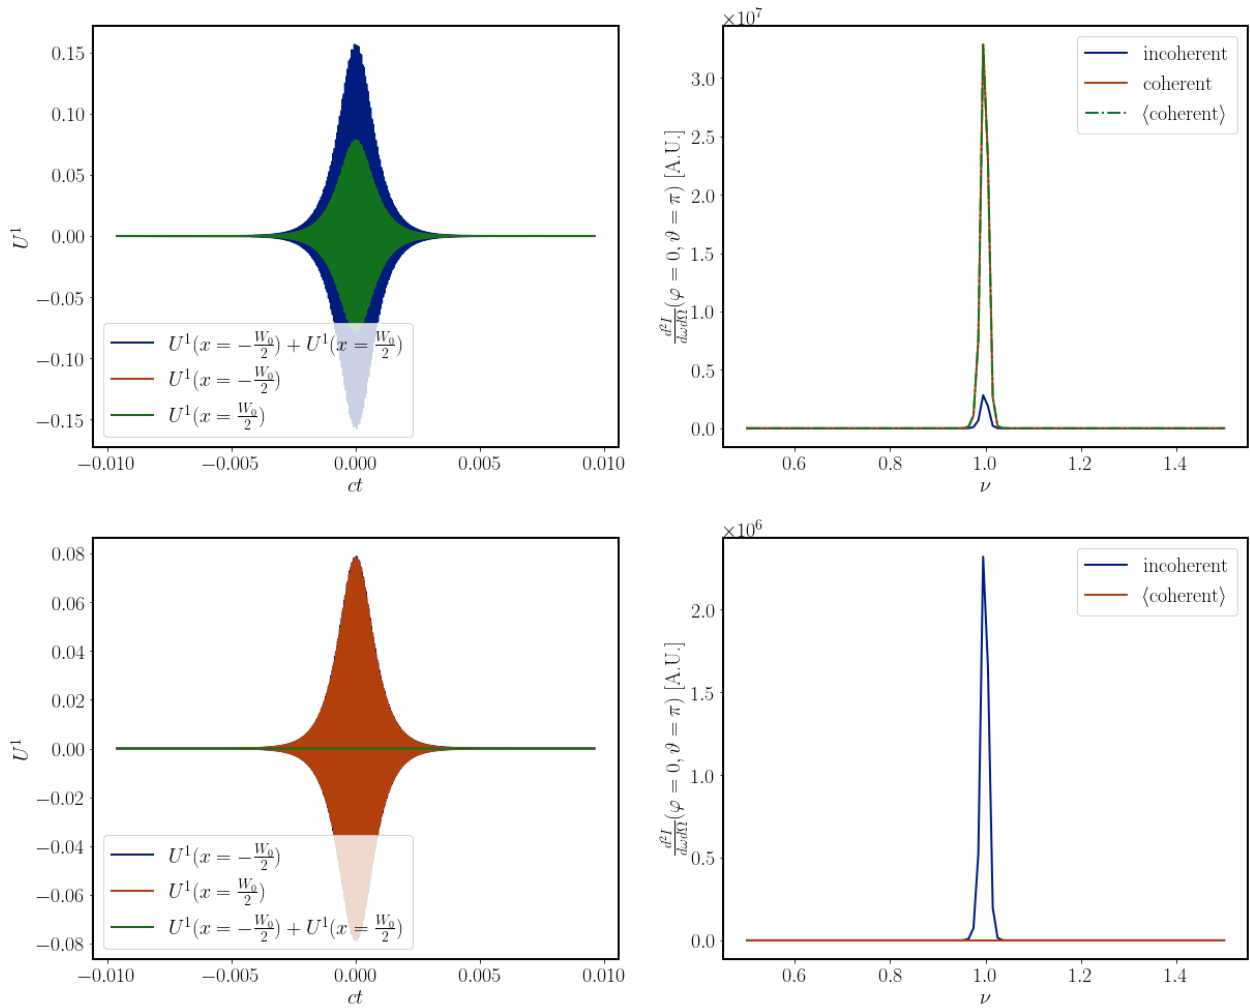 0.15
0.10
0.05
0.00
−0.05
−0.10
−0.15
U¹
U¹(x = −W₀/2) + U¹(x = W₀/2)
U¹(x = −W₀/2)
U¹(x = W₀/2)
−0.010 −0.005 0.000 0.005 0.010
ct
×10⁷
3.0
2.5
2.0
1.5
1.0
0.5
0.0
d²I/dωdΩ (φ = 0, ϑ = π) [A.U.]
incoherent
coherent
⟨coherent⟩
0.6 0.8 1.0 1.2 1.4
ν
0.08
0.06
0.04
0.02
0.00
−0.02
−0.04
−0.06
−0.08
U¹
U¹(x = −W₀/2)
U¹(x = W₀/2)
U¹(x = −W₀/2) + U¹(x = W₀/2)
−0.010 −0.005 0.000 0.005 0.010
ct
×10⁶
2.0
1.5
1.0
0.5
0.0
d²I/dωdΩ (φ = 0, ϑ = π) [A.U.]
incoherent
⟨coherent⟩
0.6 0.8 1.0 1.2 1.4
ν